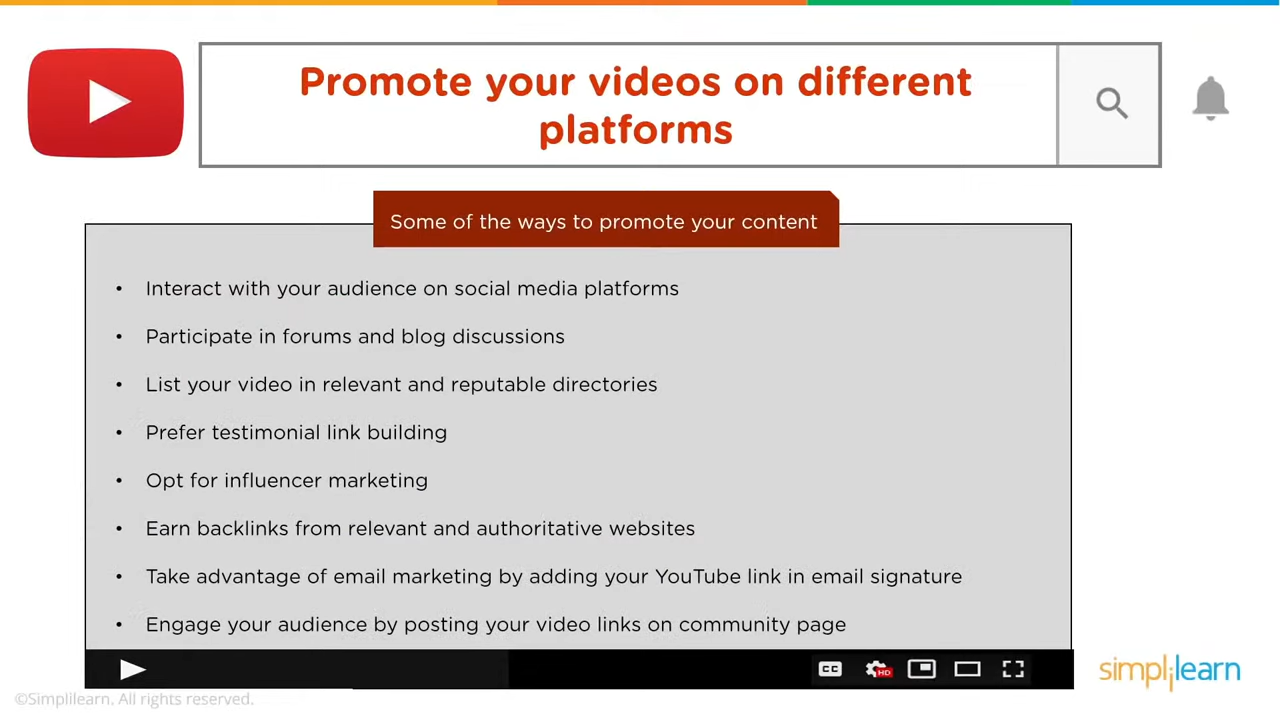 Promote your videos on different
platforms
Some of the ways to promote your content
• Interact with your audience on social media platforms
• Participate in forums and blog discussions
• List your video in relevant and reputable directories
• Prefer testimonial link building
• Opt for influencer marketing
• Earn backlinks from relevant and authoritative websites
• Take advantage of email marketing by adding your YouTube link in email signature
• Engage your audience by posting your video links on community page
CC HD
simplilearn
©Simplilearn. All rights reserved.